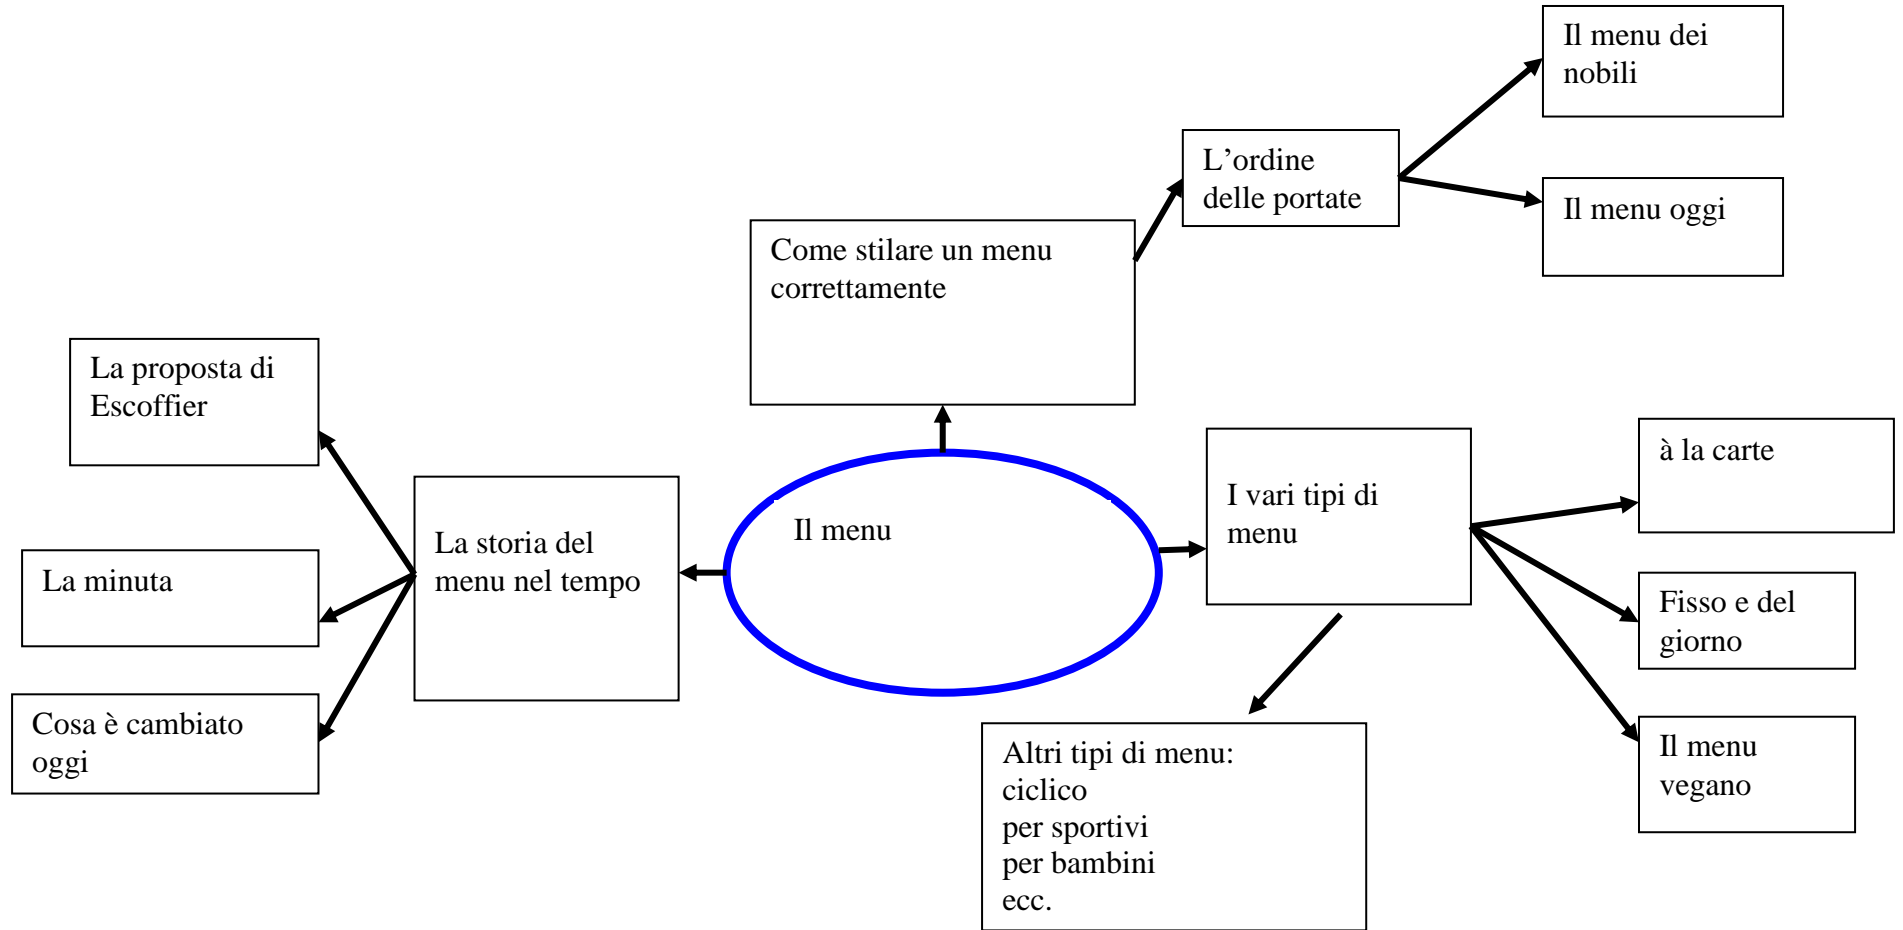 Il menu dei
nobili
L’ordine
delle portate
Il menu oggi
Come stilare un menu
correttamente
La proposta di
Escoffier
à la carte
I vari tipi di
menu
Il menu
La storia del
menu nel tempo
La minuta
Fisso e del
giorno
Cosa è cambiato
oggi
Il menu
vegano
Altri tipi di menu:
ciclico
per sportivi
per bambini
ecc.